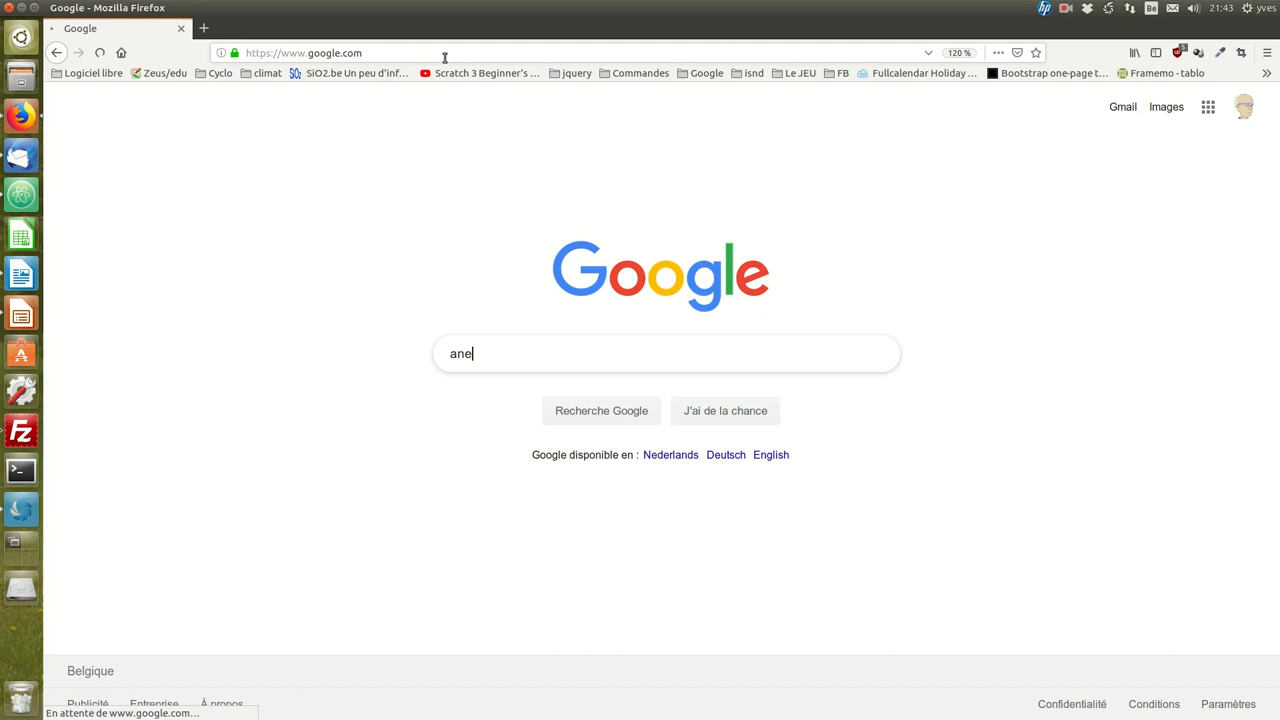 Google - Mozilla Firefox
Be
21:43
yves
Google
https://www.google.com
120 %
Logiciel libre
Zeus/eds
Cyclo
climat
SiO2.be Un peu d'inf…
Scratch 3 Beginner's …
jquery
Commandes
Google
isnd
Le JEU
FB
Fullcalendar Holiday …
Bootstrap one-page t…
Framemo - tablo
Gmail
Images
Google
ane
Recherche Google
J'ai de la chance
Google disponible en : Nederlands Deutsch English
Belgique
Publicité
Entreprise
À propos
Confidentialité
Conditions
Paramètres
En attente de www.google.com…